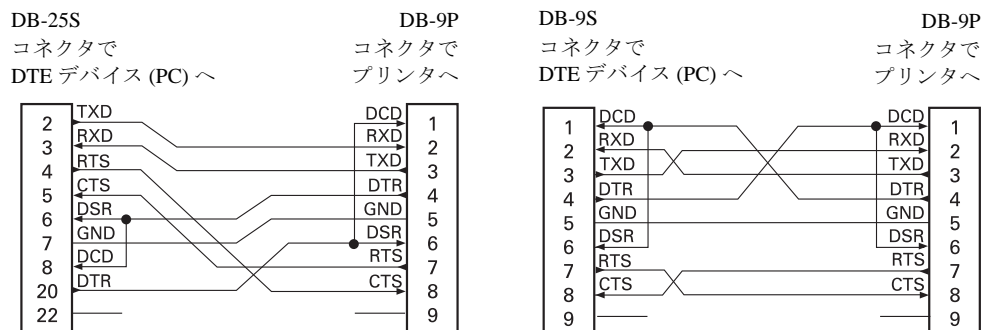 DB-25S
コネクタで
DTE デバイス (PC) へ
DB-9P
コネクタで
プリンタへ
2 TXD DCD 1
3 RXD RXD 2
4 RTS TXD 3
5 CTS DTR 4
6 DSR GND 5
7 GND DSR 6
8 DCD RTS 7
20 DTR CTS 8
22 9
DB-9S
コネクタで
DTE デバイス (PC) へ
DB-9P
コネクタで
プリンタへ
1 DCD DCD 1
2 RXD RXD 2
3 TXD TXD 3
4 DTR DTR 4
5 GND GND 5
6 DSR DSR 6
7 RTS RTS 7
8 CTS CTS 8
9 9